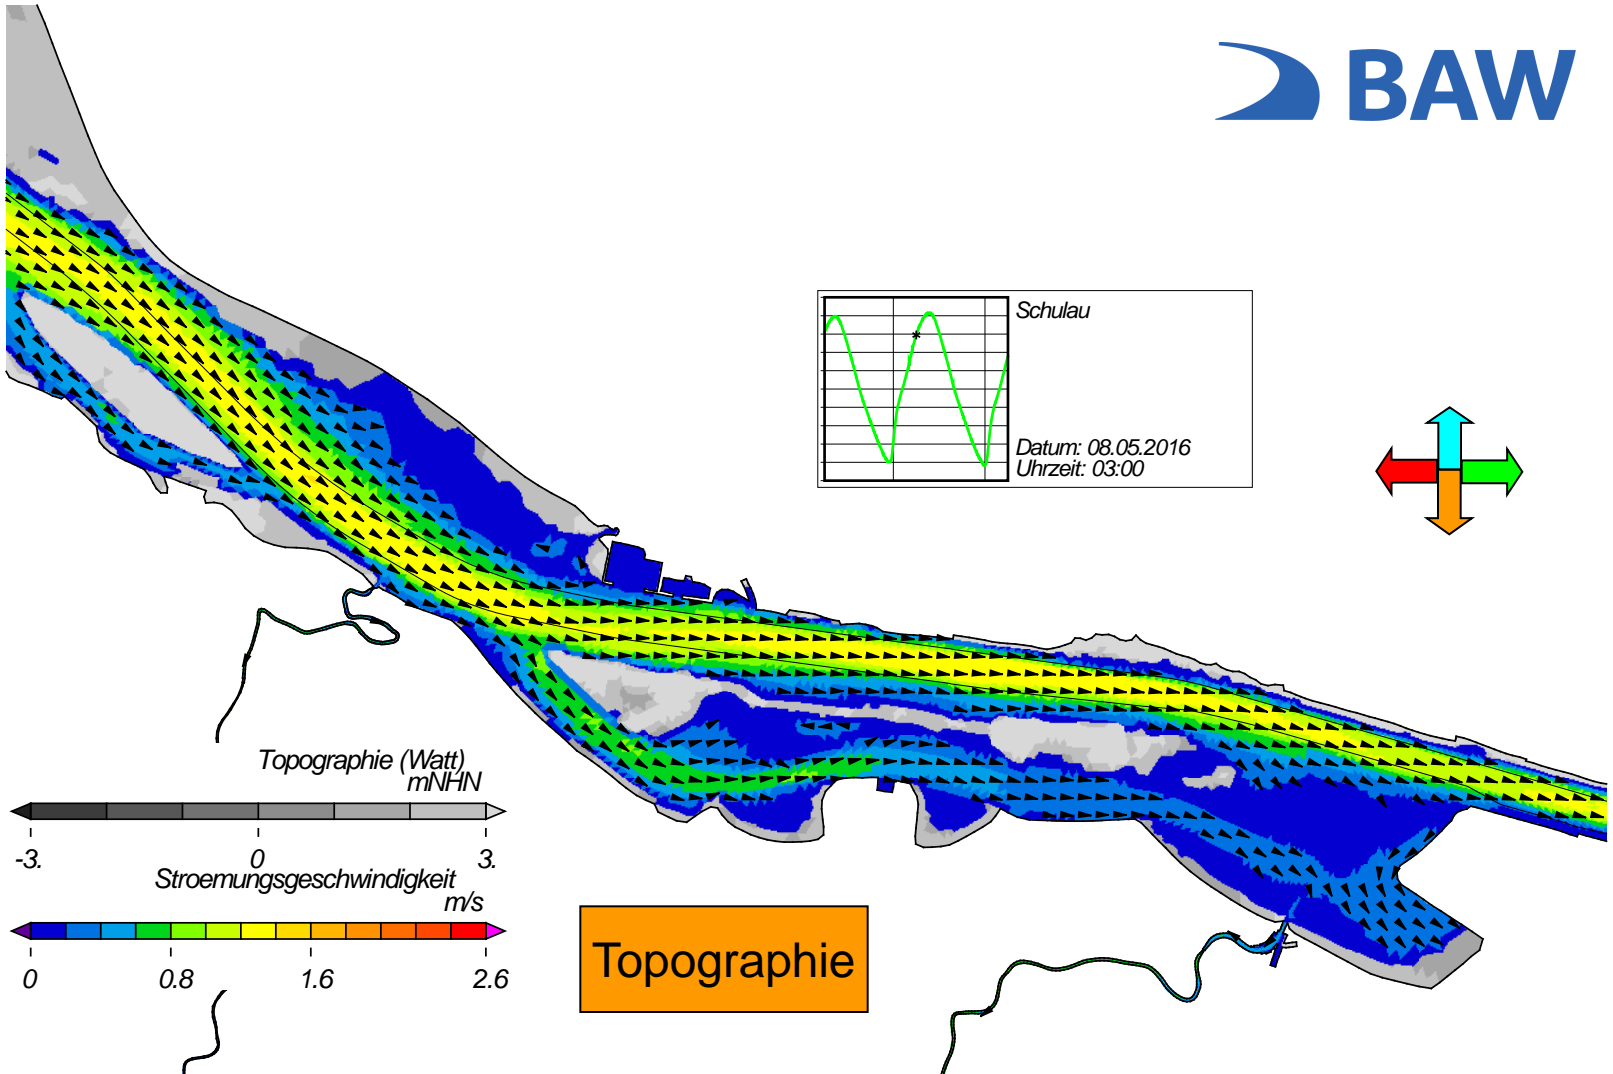 BAW
Schulau
Datum: 08.05.2016
Uhrzeit: 03:00
Topographie (Watt)
mNHN
-3. 0 3.
Stroemungsgeschwindigkeit
m/s
0 0.8 1.6 2.6
Topographie